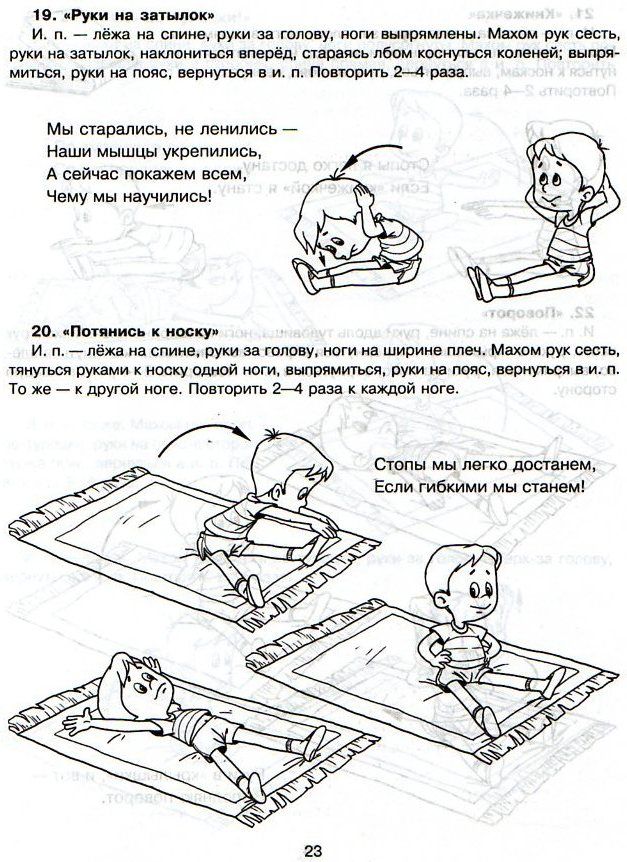 19. «Руки на затылок»
И. п. — лёжа на спине, руки за голову, ноги выпрямлены. Махом рук сесть,
руки на затылок, наклониться вперёд, стараясь лбом коснуться коленей; выпря-
миться, руки на пояс, вернуться в и. п. Повторить 2—4 раза.
Мы старались, не ленились —
Наши мышцы укрепились,
А сейчас покажем всем,
Чему мы научились!
20. «Потянись к носку»
И. п. — лёжа на спине, руки за голову, ноги на ширине плеч. Махом рук сесть,
тянуться руками к носку одной ноги, выпрямиться, руки на пояс, вернуться в и. п.
То же — к другой ноге. Повторить 2—4 раза к каждой ноге.
Стопы мы легко достанем,
Если гибкими мы станем!
23